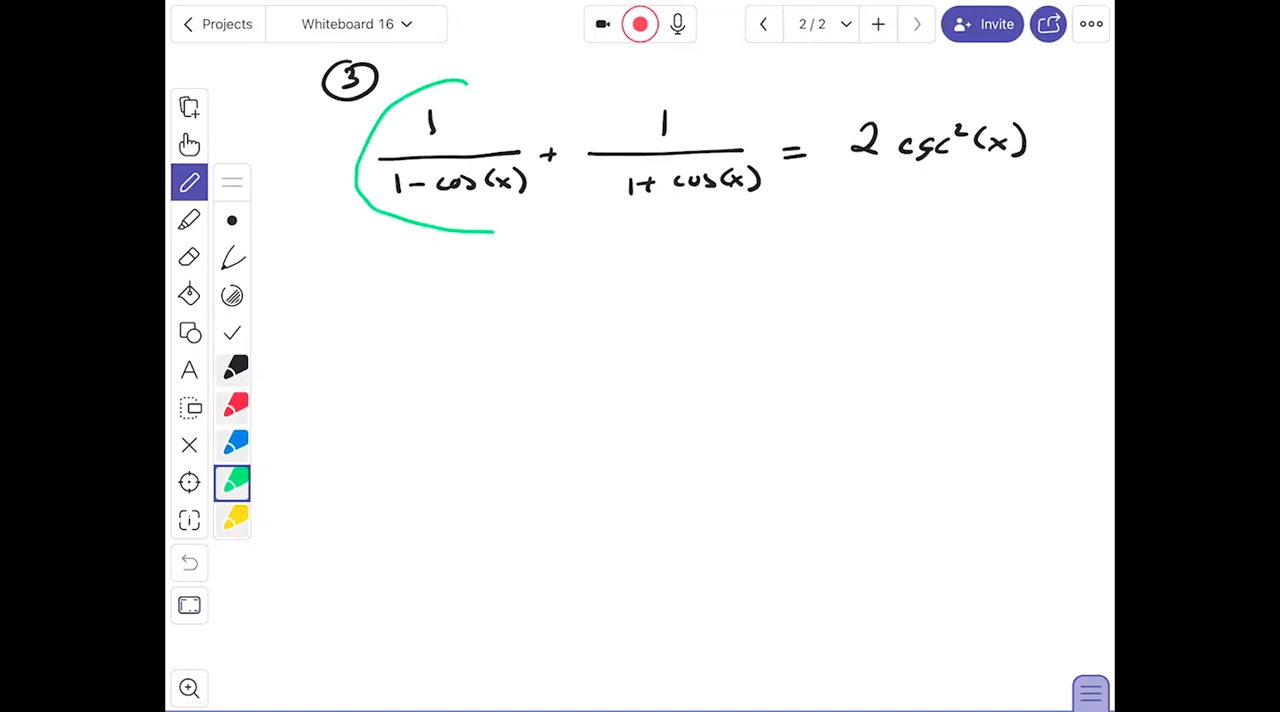 Projects
Whiteboard 16
2 / 2
Invite
3
1/(1 - cos(x)) + 1/(1 + cos(x)) = 2 csc²(x)
A